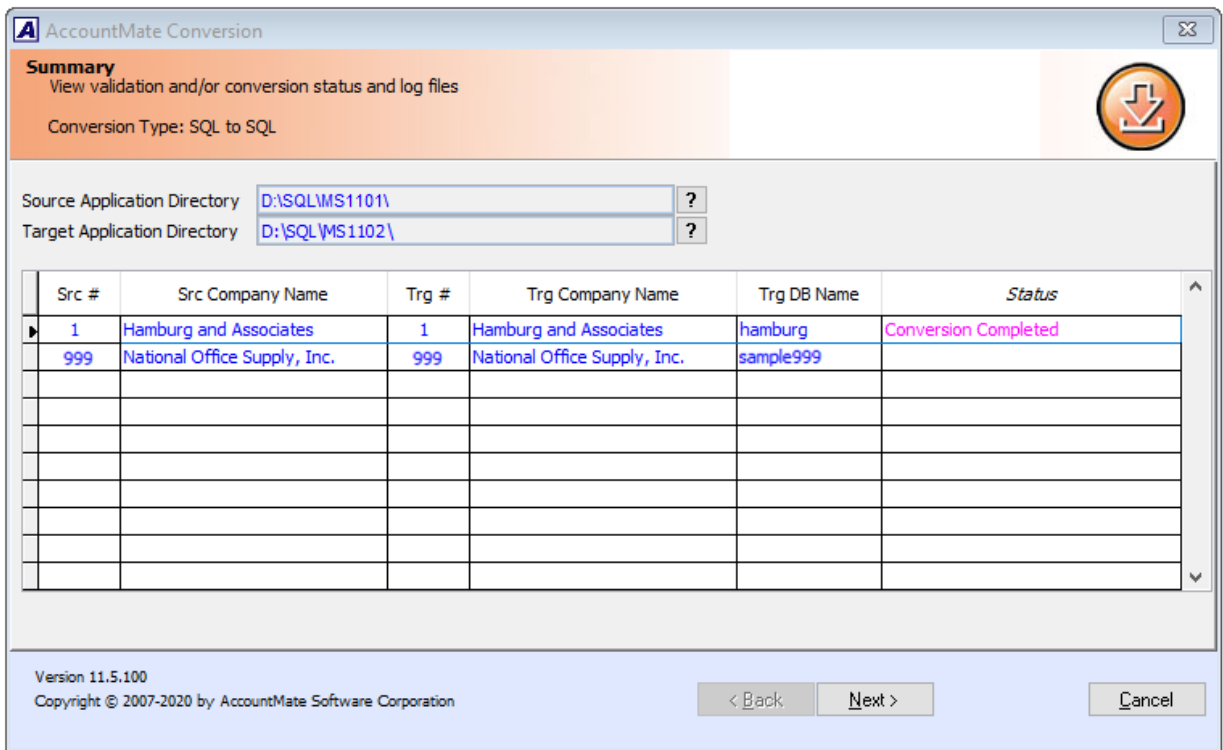 AccountMate Conversion
Summary
View validation and/or conversion status and log files
Conversion Type: SQL to SQL
Source Application Directory D:\SQL\MS1101\ ?
Target Application Directory D:\SQL\MS1102\ ?
Src # Src Company Name Trg # Trg Company Name Trg DB Name Status
1 Hamburg and Associates 1 Hamburg and Associates hamburg Conversion Completed
999 National Office Supply, Inc. 999 National Office Supply, Inc. sample999
Version 11.5.100
Copyright © 2007-2020 by AccountMate Software Corporation
< Back Next > Cancel